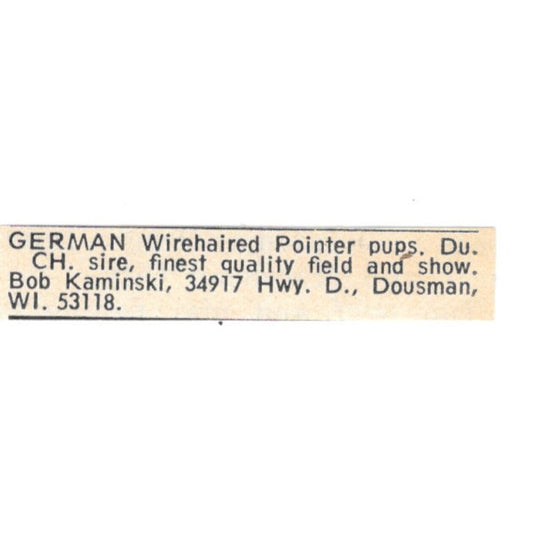 GERMAN Wirehaired Pointer pups. Du.
CH. sire, finest quality field and show.
Bob Kaminski, 34917 Hwy. D., Dousman,
WI. 53118.